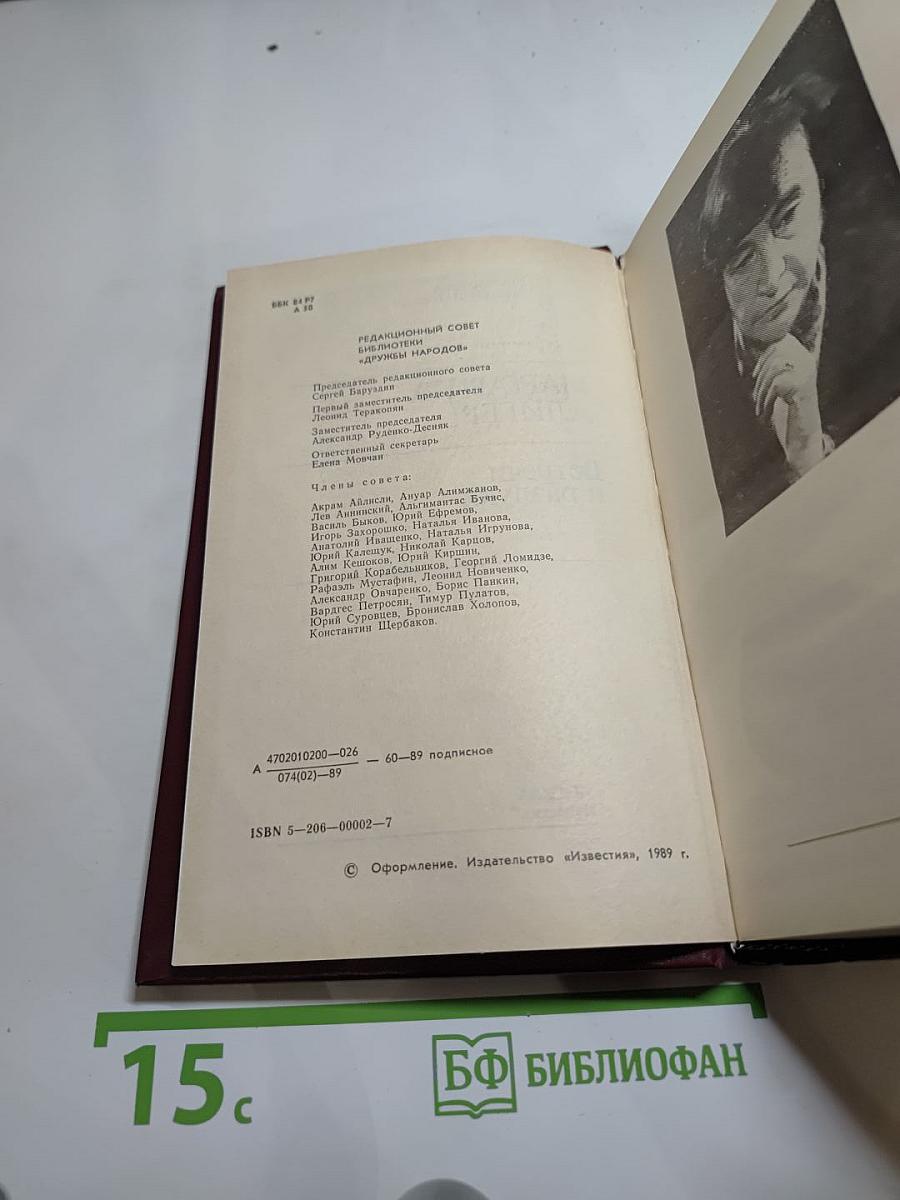 ББК 84 Р7
А 38
РЕДАКЦИОННЫЙ СОВЕТ
БИБЛИОТЕКИ
«ДРУЖБЫ НАРОДОВ»
Председатель редакционного совета
Сергей Баруздин
Первый заместитель председателя
Леонид Теракопян
Заместитель председателя
Александр Руденко-Десняк
Ответственный секретарь
Елена Мовчан
Члены совета:
Акрам Айлисли, Ануар Алимжанов,
Лев Аннинский, Альгимантас Бучис,
Василь Быков, Юрий Ефремов,
Игорь Захорошко, Наталья Иванова,
Анатолий Иващенко, Наталья Игрунова,
Юрий Калещук, Николай Карцов,
Алим Кешоков, Юрий Киршин,
Григорий Корабельников, Георгий Ломидзе,
Рафаэль Мустафин, Леонид Новиченко,
Александр Овчаренко, Борис Панкин,
Вардгес Петросян, Тимур Пулатов,
Юрий Суровцев, Бронислав Холопов,
Константин Щербаков.
А 4702010200—026
074(02)—89 — 60—89 подписное
ISBN 5—206—00002—7
© Оформление. Издательство «Известия», 1989 г.
15 с
БФ БИБЛИОФАН